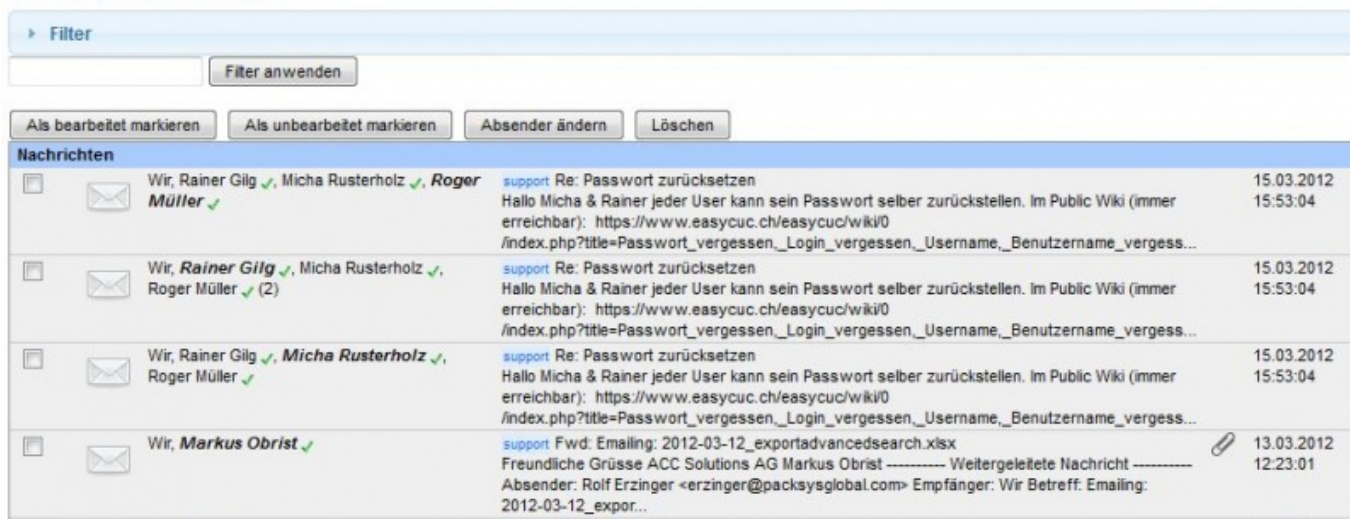 Filter
Filter anwenden
Als bearbeitet markieren Als unbearbeitet markieren Absender ändern Löschen
Nachrichten
Wir, Rainer Gilg, Micha Rusterholz, Roger
Müller
support Re: Passwort zurücksetzen
Hallo Micha & Rainer jeder User kann sein Passwort selber zurückstellen. Im Public Wiki (immer
erreichbar): https://www.easycuc.ch/easycuc/wiki/0
/index.php?title=Passwort_vergessen,_Login_vergessen,_Username,_Benutzername_vergess...
15.03.2012
15:53:04
Wir, Rainer Gilg, Micha Rusterholz,
Roger Müller (2)
support Re: Passwort zurücksetzen
Hallo Micha & Rainer jeder User kann sein Passwort selber zurückstellen. Im Public Wiki (immer
erreichbar): https://www.easycuc.ch/easycuc/wiki/0
/index.php?title=Passwort_vergessen,_Login_vergessen,_Username,_Benutzername_vergess...
15.03.2012
15:53:04
Wir, Rainer Gilg, Micha Rusterholz,
Roger Müller
support Re: Passwort zurücksetzen
Hallo Micha & Rainer jeder User kann sein Passwort selber zurückstellen. Im Public Wiki (immer
erreichbar): https://www.easycuc.ch/easycuc/wiki/0
/index.php?title=Passwort_vergessen,_Login_vergessen,_Username,_Benutzername_vergess...
15.03.2012
15:53:04
Wir, Markus Obrist
support Fwd: Emailing: 2012-03-12_exportadvancedsearch.xlsx
Freundliche Grüsse ACC Solutions AG Markus Obrist ---------- Weitergeleitete Nachricht ----------
Absender: Rolf Erzinger <erzinger@packsysglobal.com> Empfänger: Wir Betreff: Emailing:
2012-03-12_expor...
13.03.2012
12:23:01